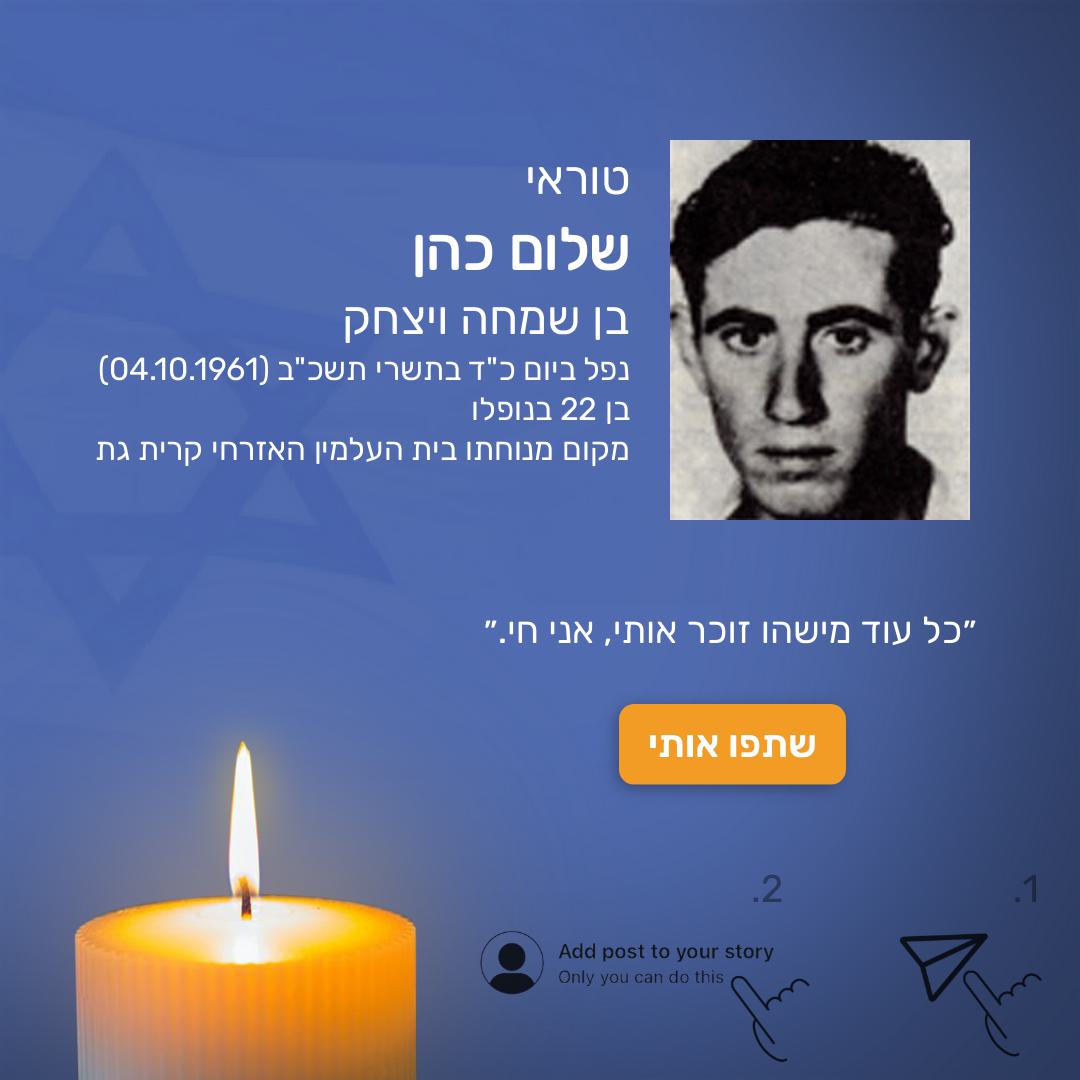 טוראי
שלום כהן
בן שמחה ויצחק
נפל ביום כ"ד בתשרי תשכ"ב (04.10.1961)
בן 22 בנופלו
מקום מנוחתו בית העלמין האזרחי קרית גת
״כל עוד מישהו זוכר אותי, אני חי.״
שתפו אותי
1.
2.
Add post to your story
Only you can do this